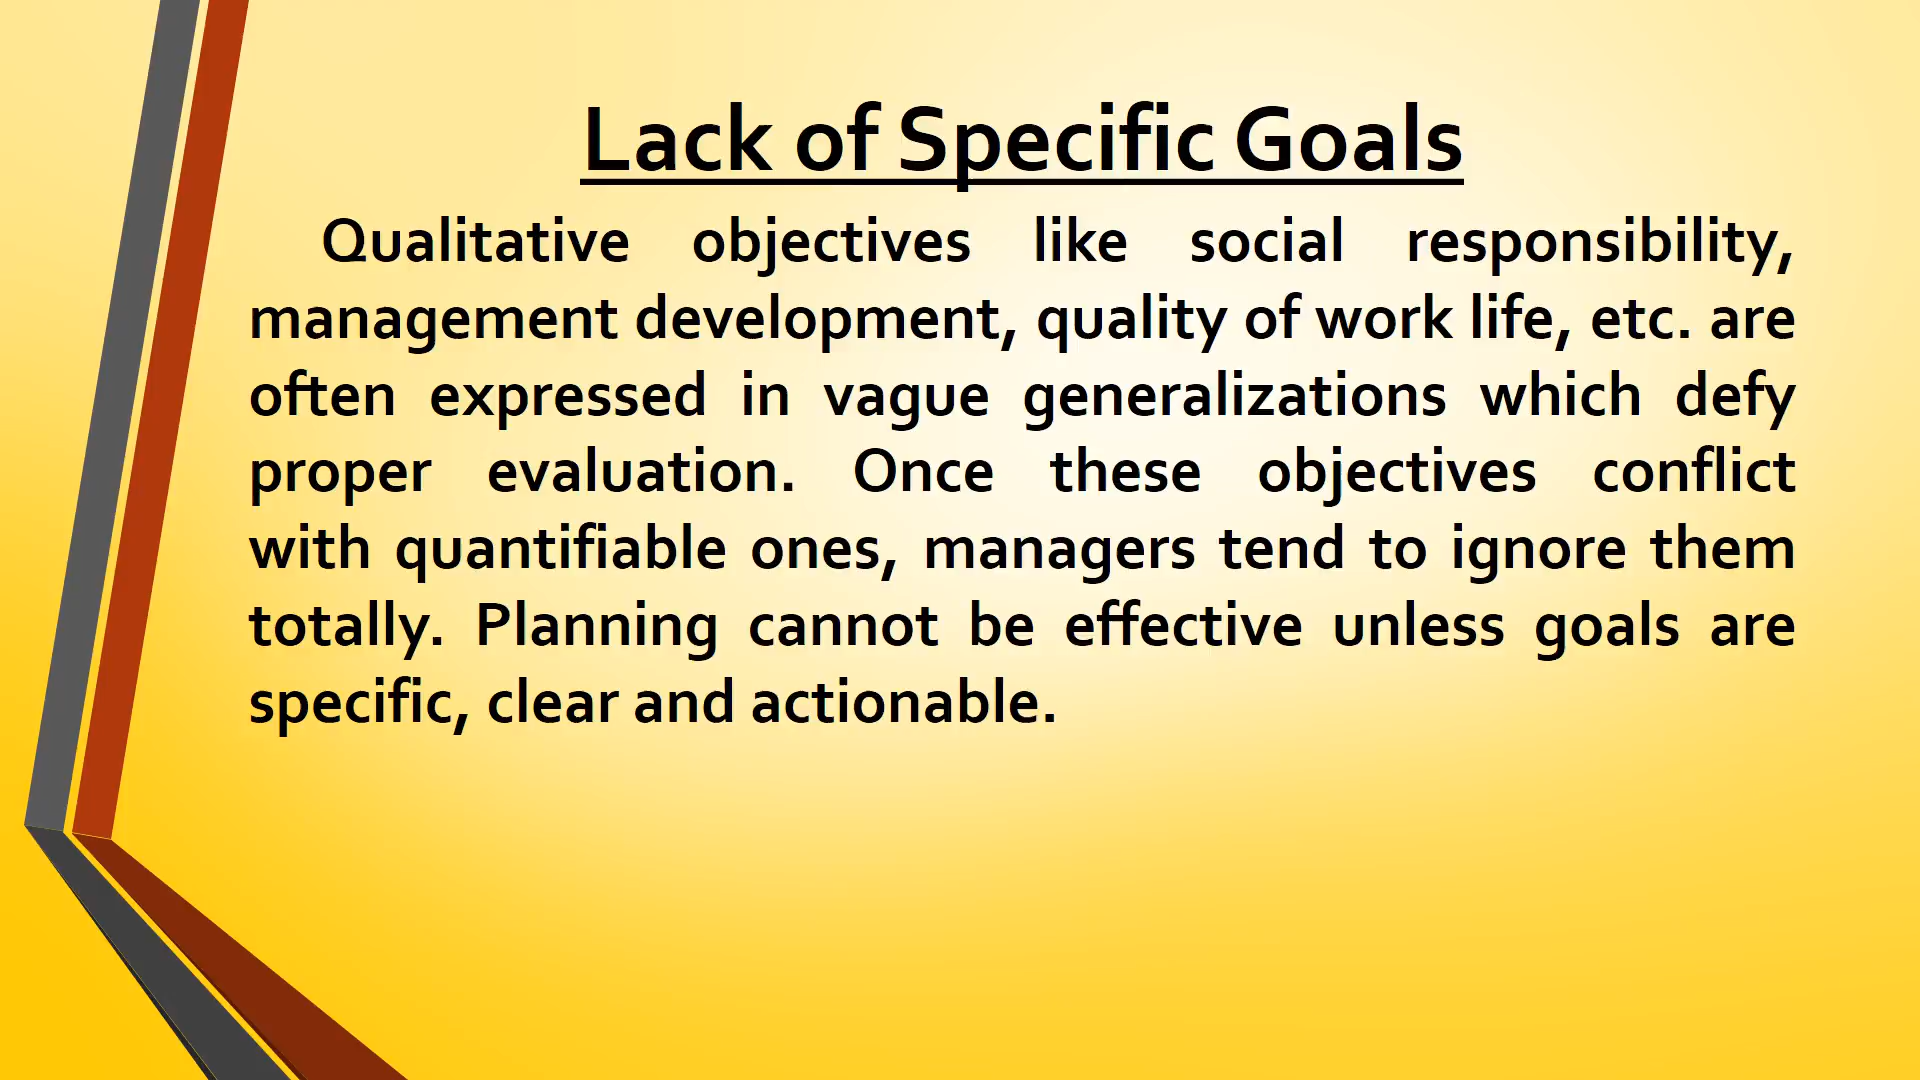 Lack of Specific Goals
Qualitative objectives like social responsibility,
management development, quality of work life, etc. are
often expressed in vague generalizations which defy
proper evaluation. Once these objectives conflict
with quantifiable ones, managers tend to ignore them
totally. Planning cannot be effective unless goals are
specific, clear and actionable.